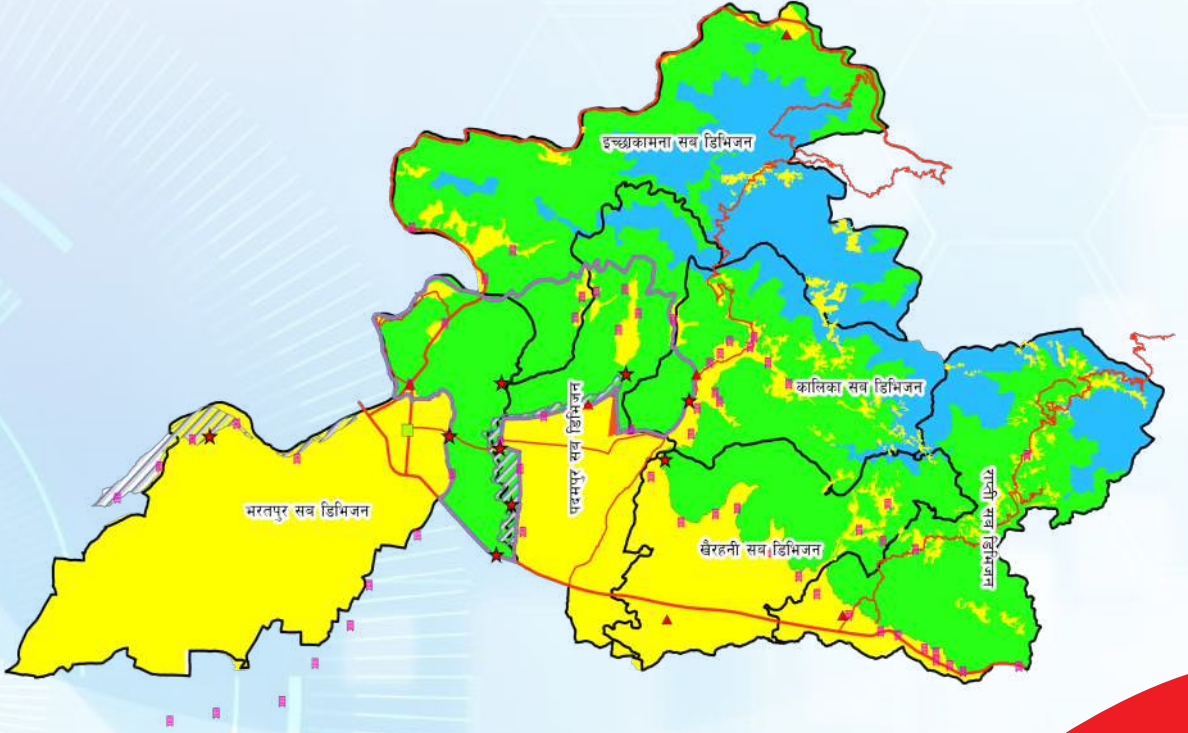 इच्छाकामना सब डिभिजन
कालिका सब डिभिजन
पदमपुर सब डिभिजन
भरतपुर सब डिभिजन
खैरहनी सब डिभिजन
राप्ती सब डिभिजन